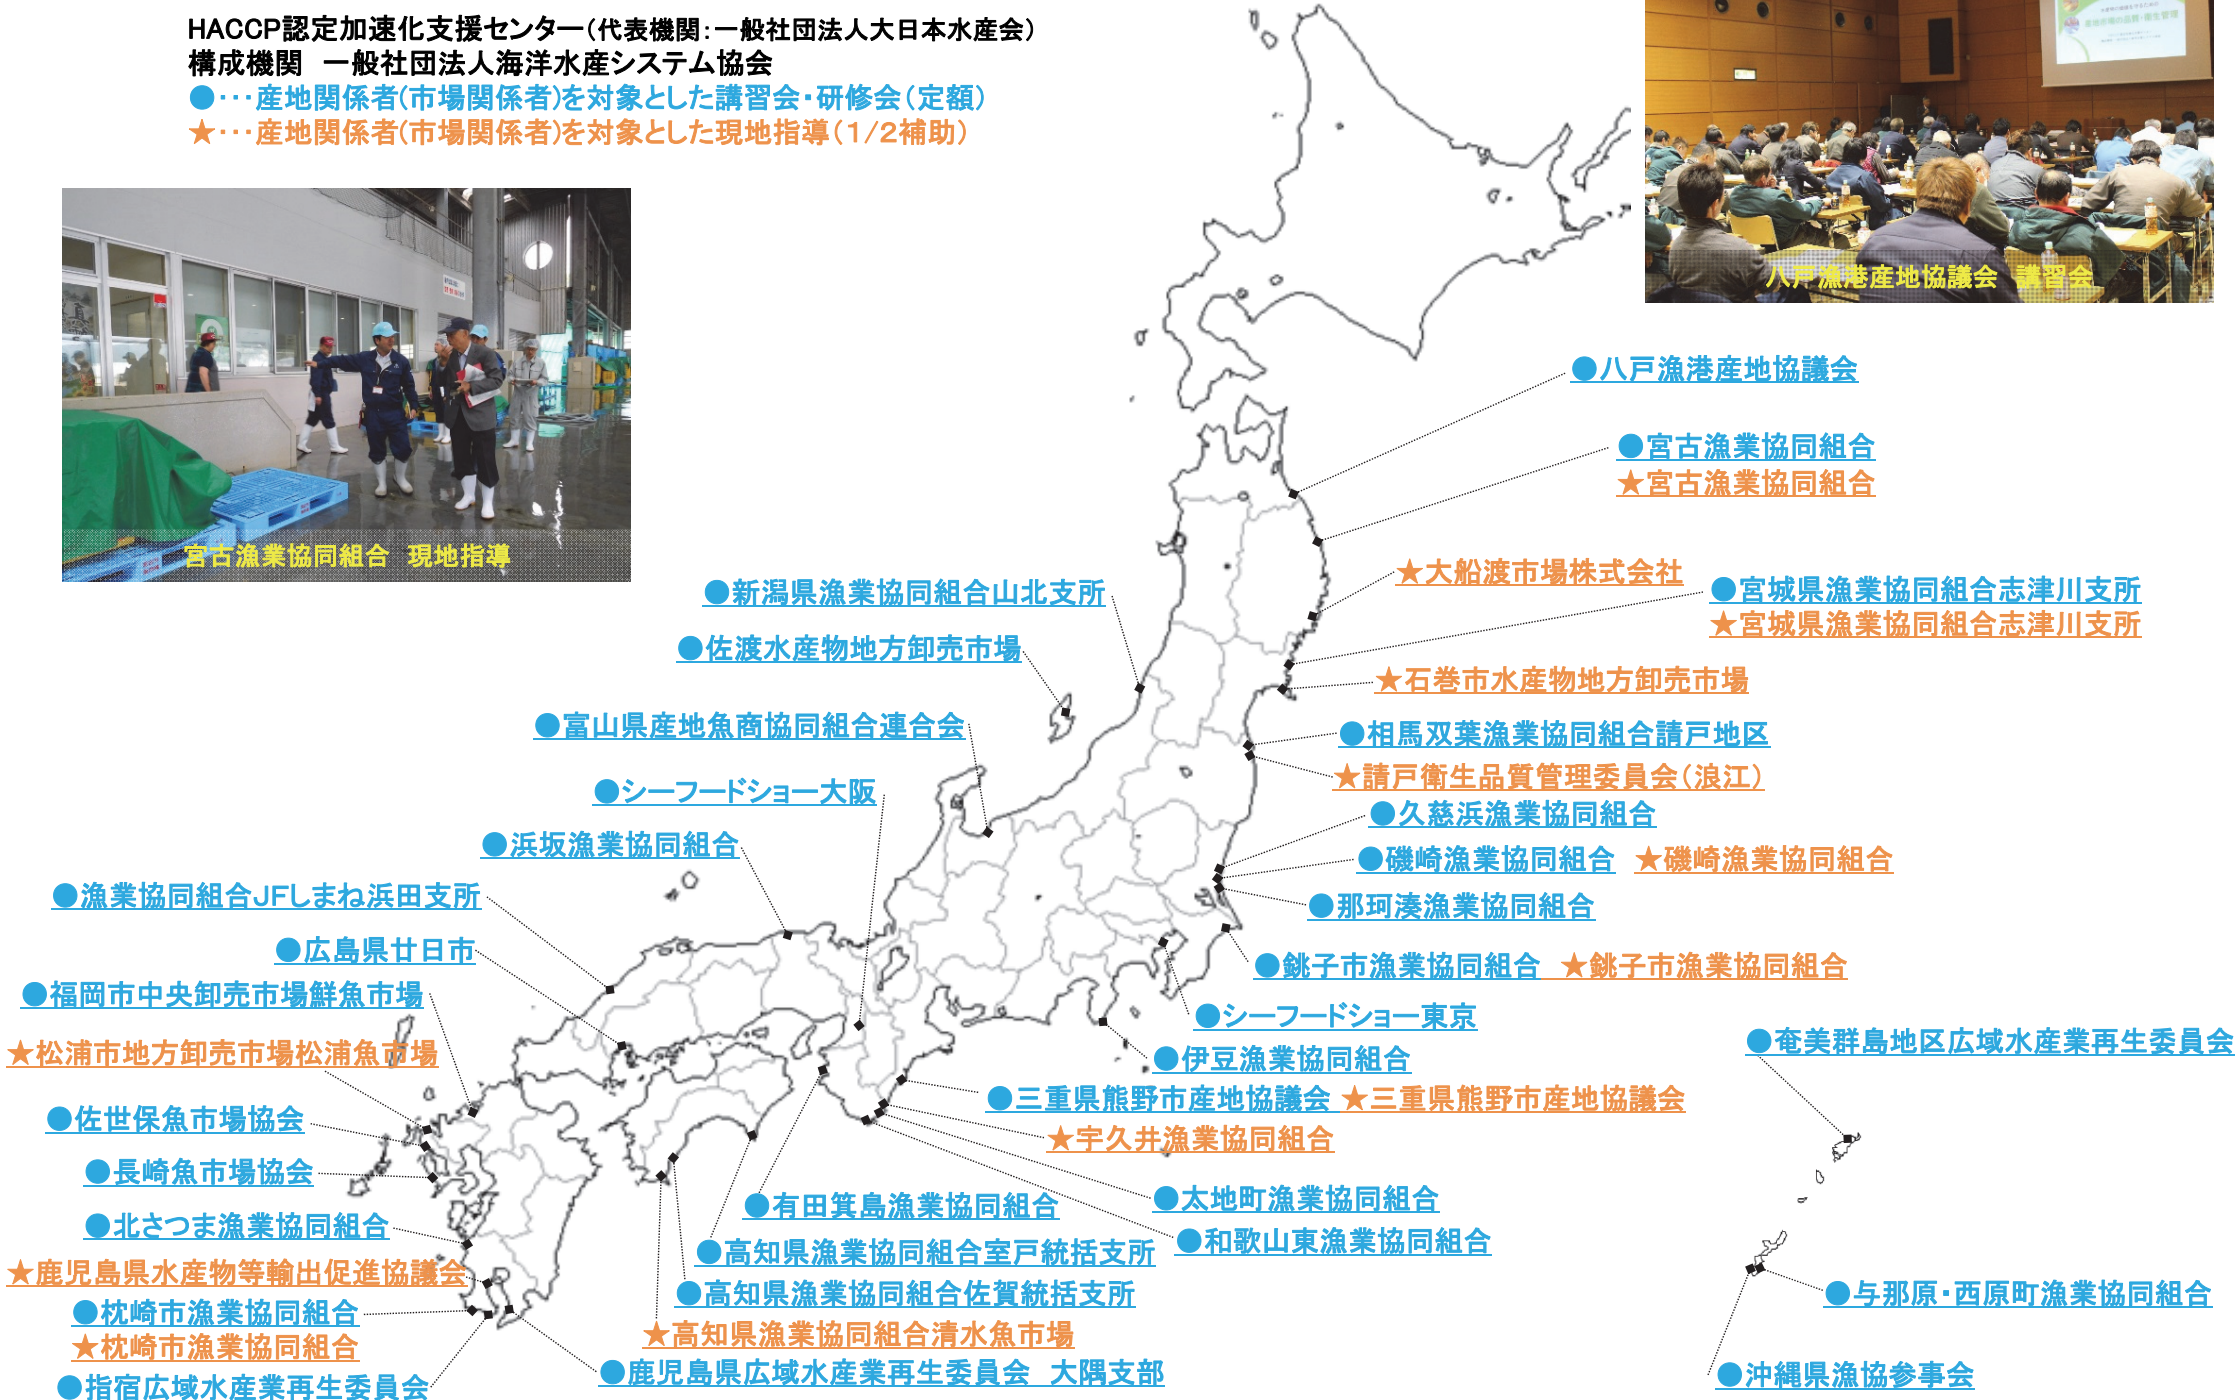 HACCP認定加速化支援センター（代表機関：一般社団法人大日本水産会）
構成機関　一般社団法人海洋水産システム協会
●･･･産地関係者(市場関係者)を対象とした講習会・研修会（定額）
★･･･産地関係者(市場関係者)を対象とした現地指導（1/2補助）
産地市場の品質・衛生管理
八戸漁港産地協議会　講習会
宮古漁業協同組合　現地指導
●八戸漁港産地協議会
●宮古漁業協同組合
★宮古漁業協同組合
★大船渡市場株式会社
●宮城県漁業協同組合志津川支所
★宮城県漁業協同組合志津川支所
★石巻市水産物地方卸売市場
●相馬双葉漁業協同組合請戸地区
★請戸衛生品質管理委員会（浪江）
●久慈浜漁業協同組合
●磯崎漁業協同組合　★磯崎漁業協同組合
●那珂湊漁業協同組合
●銚子市漁業協同組合　★銚子市漁業協同組合
●シーフードショー東京
●伊豆漁業協同組合
●三重県熊野市産地協議会 ★三重県熊野市産地協議会
★宇久井漁業協同組合
●太地町漁業協同組合
●和歌山東漁業協同組合
●新潟県漁業協同組合山北支所
●佐渡水産物地方卸売市場
●富山県産地魚商協同組合連合会
●シーフードショー大阪
●浜坂漁業協同組合
●漁業協同組合JFしまね浜田支所
●広島県廿日市
●福岡市中央卸売市場鮮魚市場
★松浦市地方卸売市場松浦魚市場
●佐世保魚市場協会
●長崎魚市場協会
●北さつま漁業協同組合
★鹿児島県水産物等輸出促進協議会
●枕崎市漁業協同組合
★枕崎市漁業協同組合
●指宿広域水産業再生委員会
●有田箕島漁業協同組合
●高知県漁業協同組合室戸統括支所
●高知県漁業協同組合佐賀統括支所
★高知県漁業協同組合清水魚市場
●鹿児島県広域水産業再生委員会　大隅支部
●奄美群島地区広域水産業再生委員会
●与那原・西原町漁業協同組合
●沖縄県漁協参事会